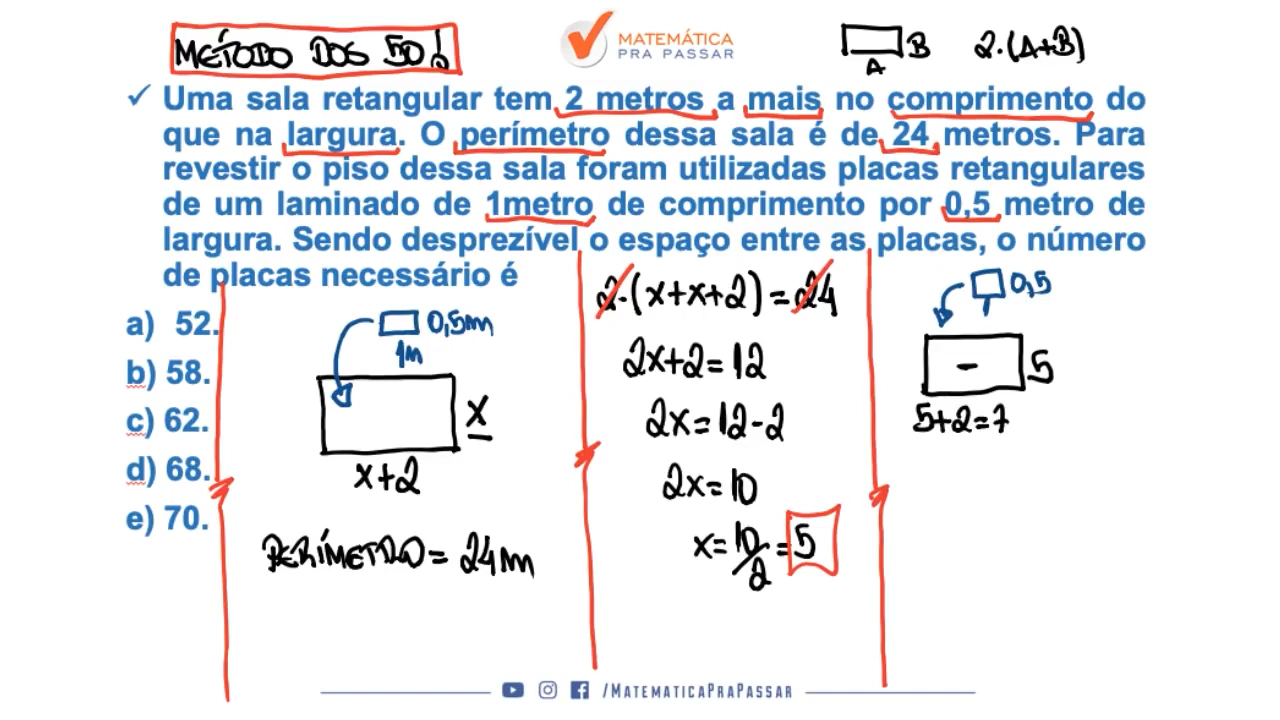 MÉTODO DOS 50!
MATEMÁTICA
PRA PASSAR
B
A
2·(A+B)
✓ Uma sala retangular tem 2 metros a mais no comprimento do
que na largura. O perímetro dessa sala é de 24 metros. Para
revestir o piso dessa sala foram utilizadas placas retangulares
de um laminado de 1metro de comprimento por 0,5 metro de
largura. Sendo desprezível o espaço entre as placas, o número
de placas necessário é
a) 52.
b) 58.
c) 62.
d) 68.
e) 70.
0,5m
1m
x
x+2
PERÍMETRO = 24m
2·(x+x+2)=24
2x+2=12
2x=12-2
2x=10
x=10/2=5
0,5
1
5
5+2=7
/MATEMATICAPRAPASSAR